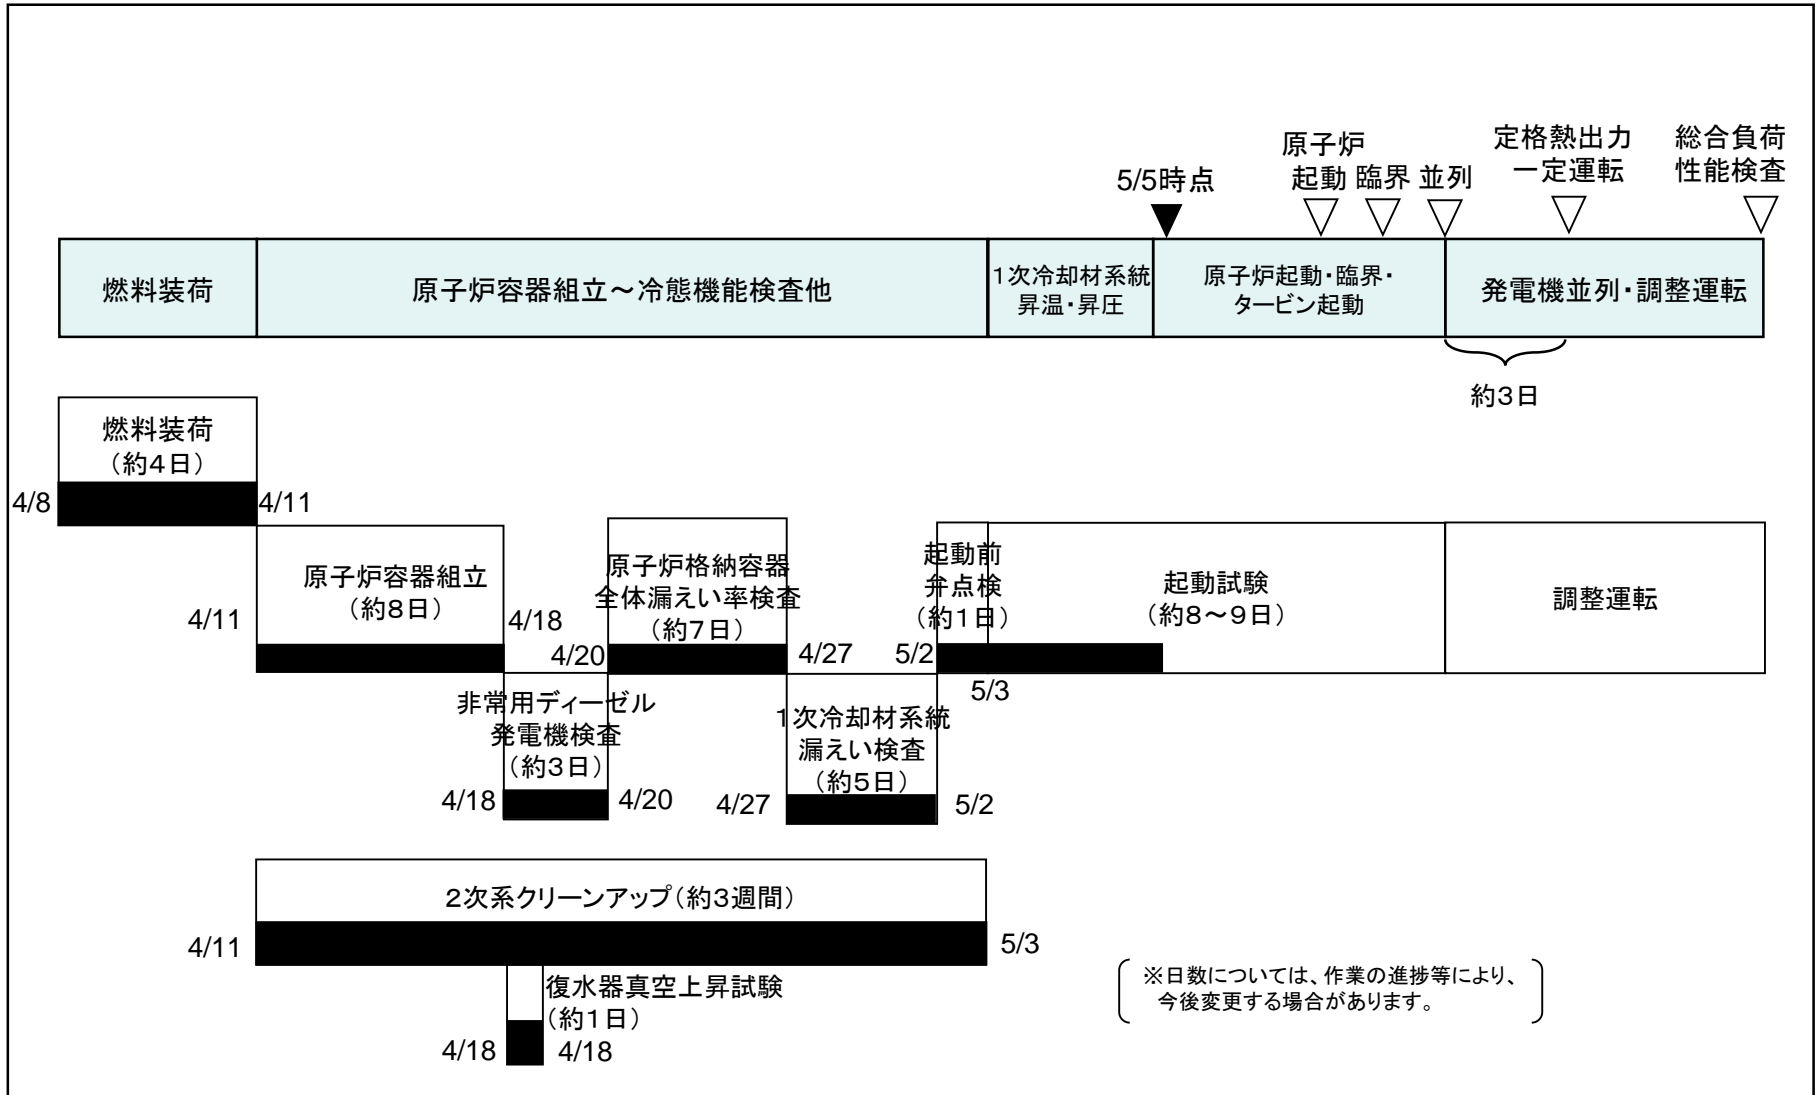 5/5時点
原子炉
起動
臨界
並列
定格熱出力
一定運転
総合負荷
性能検査
燃料装荷
原子炉容器組立～冷態機能検査他
1次冷却材系統
昇温・昇圧
原子炉起動・臨界・
タービン起動
発電機並列・調整運転
約3日
燃料装荷
（約4日）
4/8
4/11
原子炉容器組立
（約8日）
4/11
4/18
原子炉格納容器
全体漏えい率検査
（約7日）
4/20
4/27
起動前
弁点検
（約1日）
5/2
5/3
起動試験
（約8～9日）
調整運転
非常用ディーゼル
発電機検査
（約3日）
4/18
4/20
1次冷却材系統
漏えい検査
（約5日）
4/27
5/2
2次系クリーンアップ（約3週間）
4/11
5/3
復水器真空上昇試験
（約1日）
4/18
4/18
※日数については、作業の進捗等により、
今後変更する場合があります。